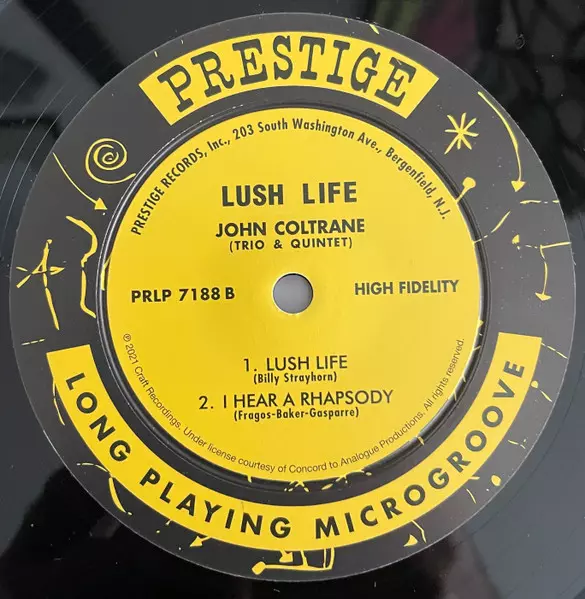 PRESTIGE
PRESTIGE RECORDS, Inc., 203 South Washington Ave., Bergenfield, N.J.
LUSH LIFE
JOHN COLTRANE
(TRIO & QUINTET)
PRLP 7188 B
HIGH FIDELITY
1. LUSH LIFE
(Billy Strayhorn)
2. I HEAR A RHAPSODY
(Fragos-Baker-Gasparre)
℗ 2021 Craft Recordings. Under license courtesy of Concord to Analogue Productions. All rights reserved.
LONG PLAYING MICROGROOVE